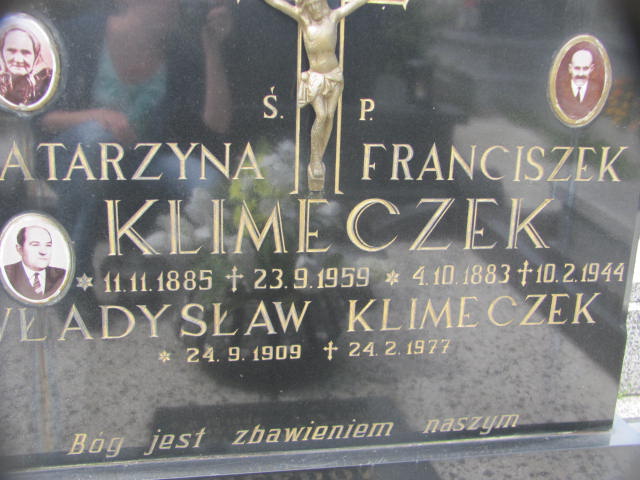 Ś. P.
ATARZYNA FRANCISZEK
KLIMECZEK
* 11.11.1885 † 23.9.1959 * 4.10.1883 † 10.2.1944
WŁADYSŁAW KLIMECZEK
* 24.9.1909 † 24.2.1977
Bóg jest zbawieniem naszym